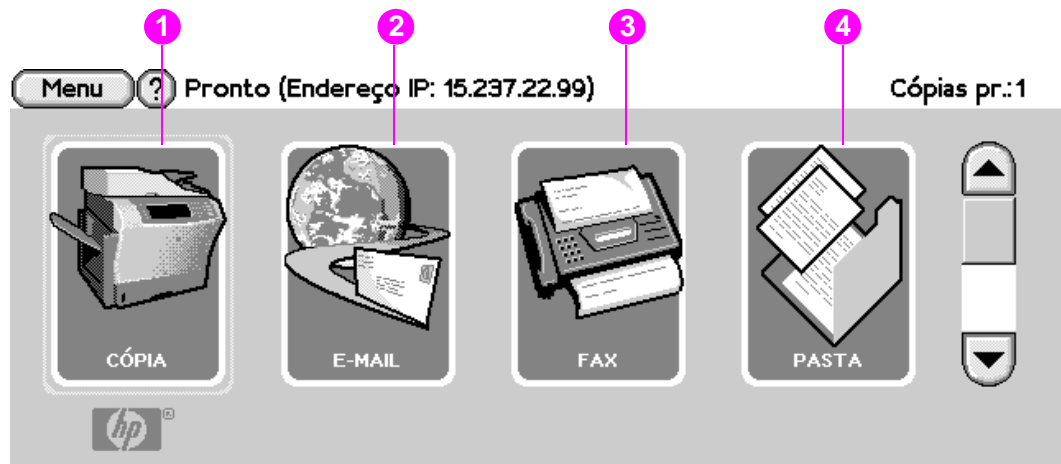 1 2 3 4
Menu ? Pronto (Endereço IP: 15.237.22.99) Cópias pr.:1
CÓPIA E-MAIL FAX PASTA
hp ®